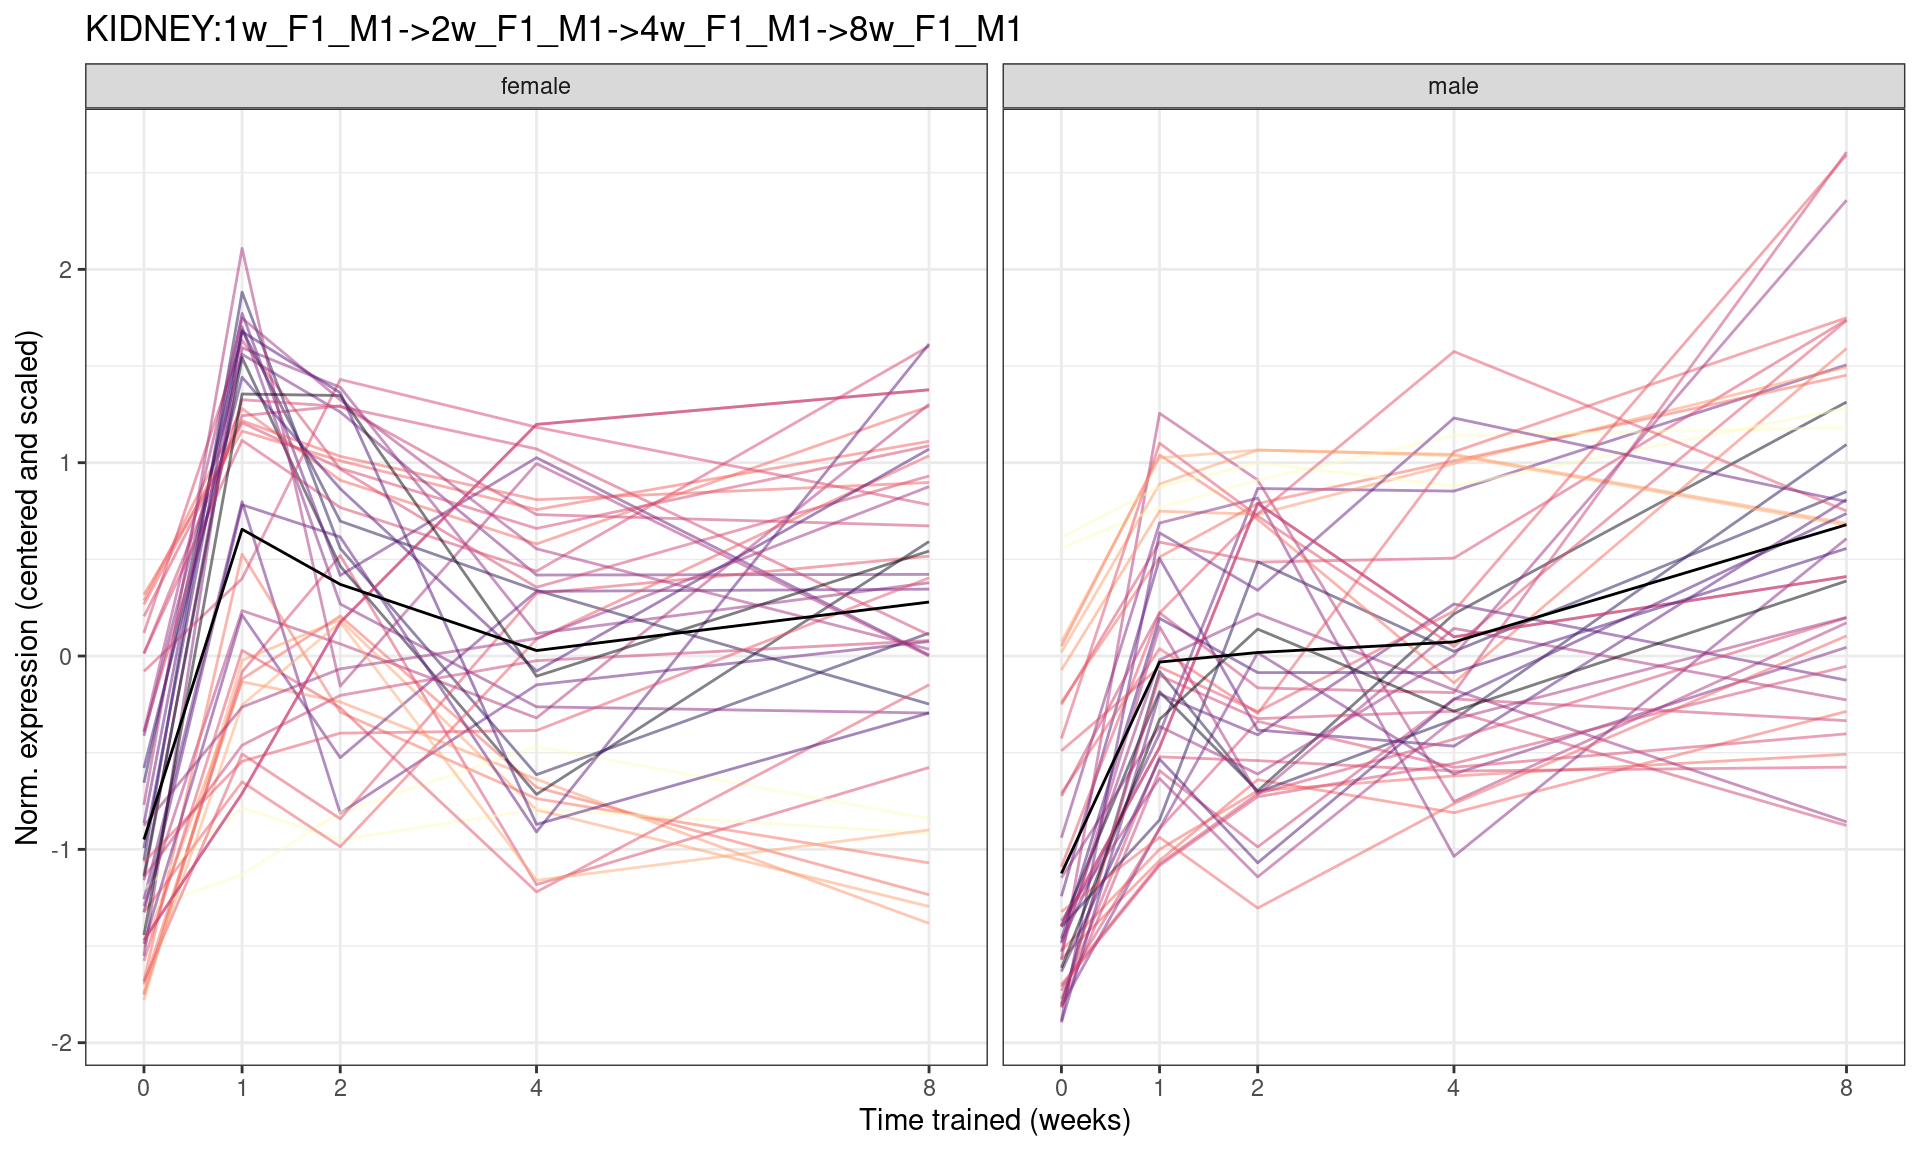 KIDNEY:1w_F1_M1->2w_F1_M1->4w_F1_M1->8w_F1_M1
female
male
Norm. expression (centered and scaled)
2
1
0
-1
-2
0 1 2 4 8
0 1 2 4 8
Time trained (weeks)